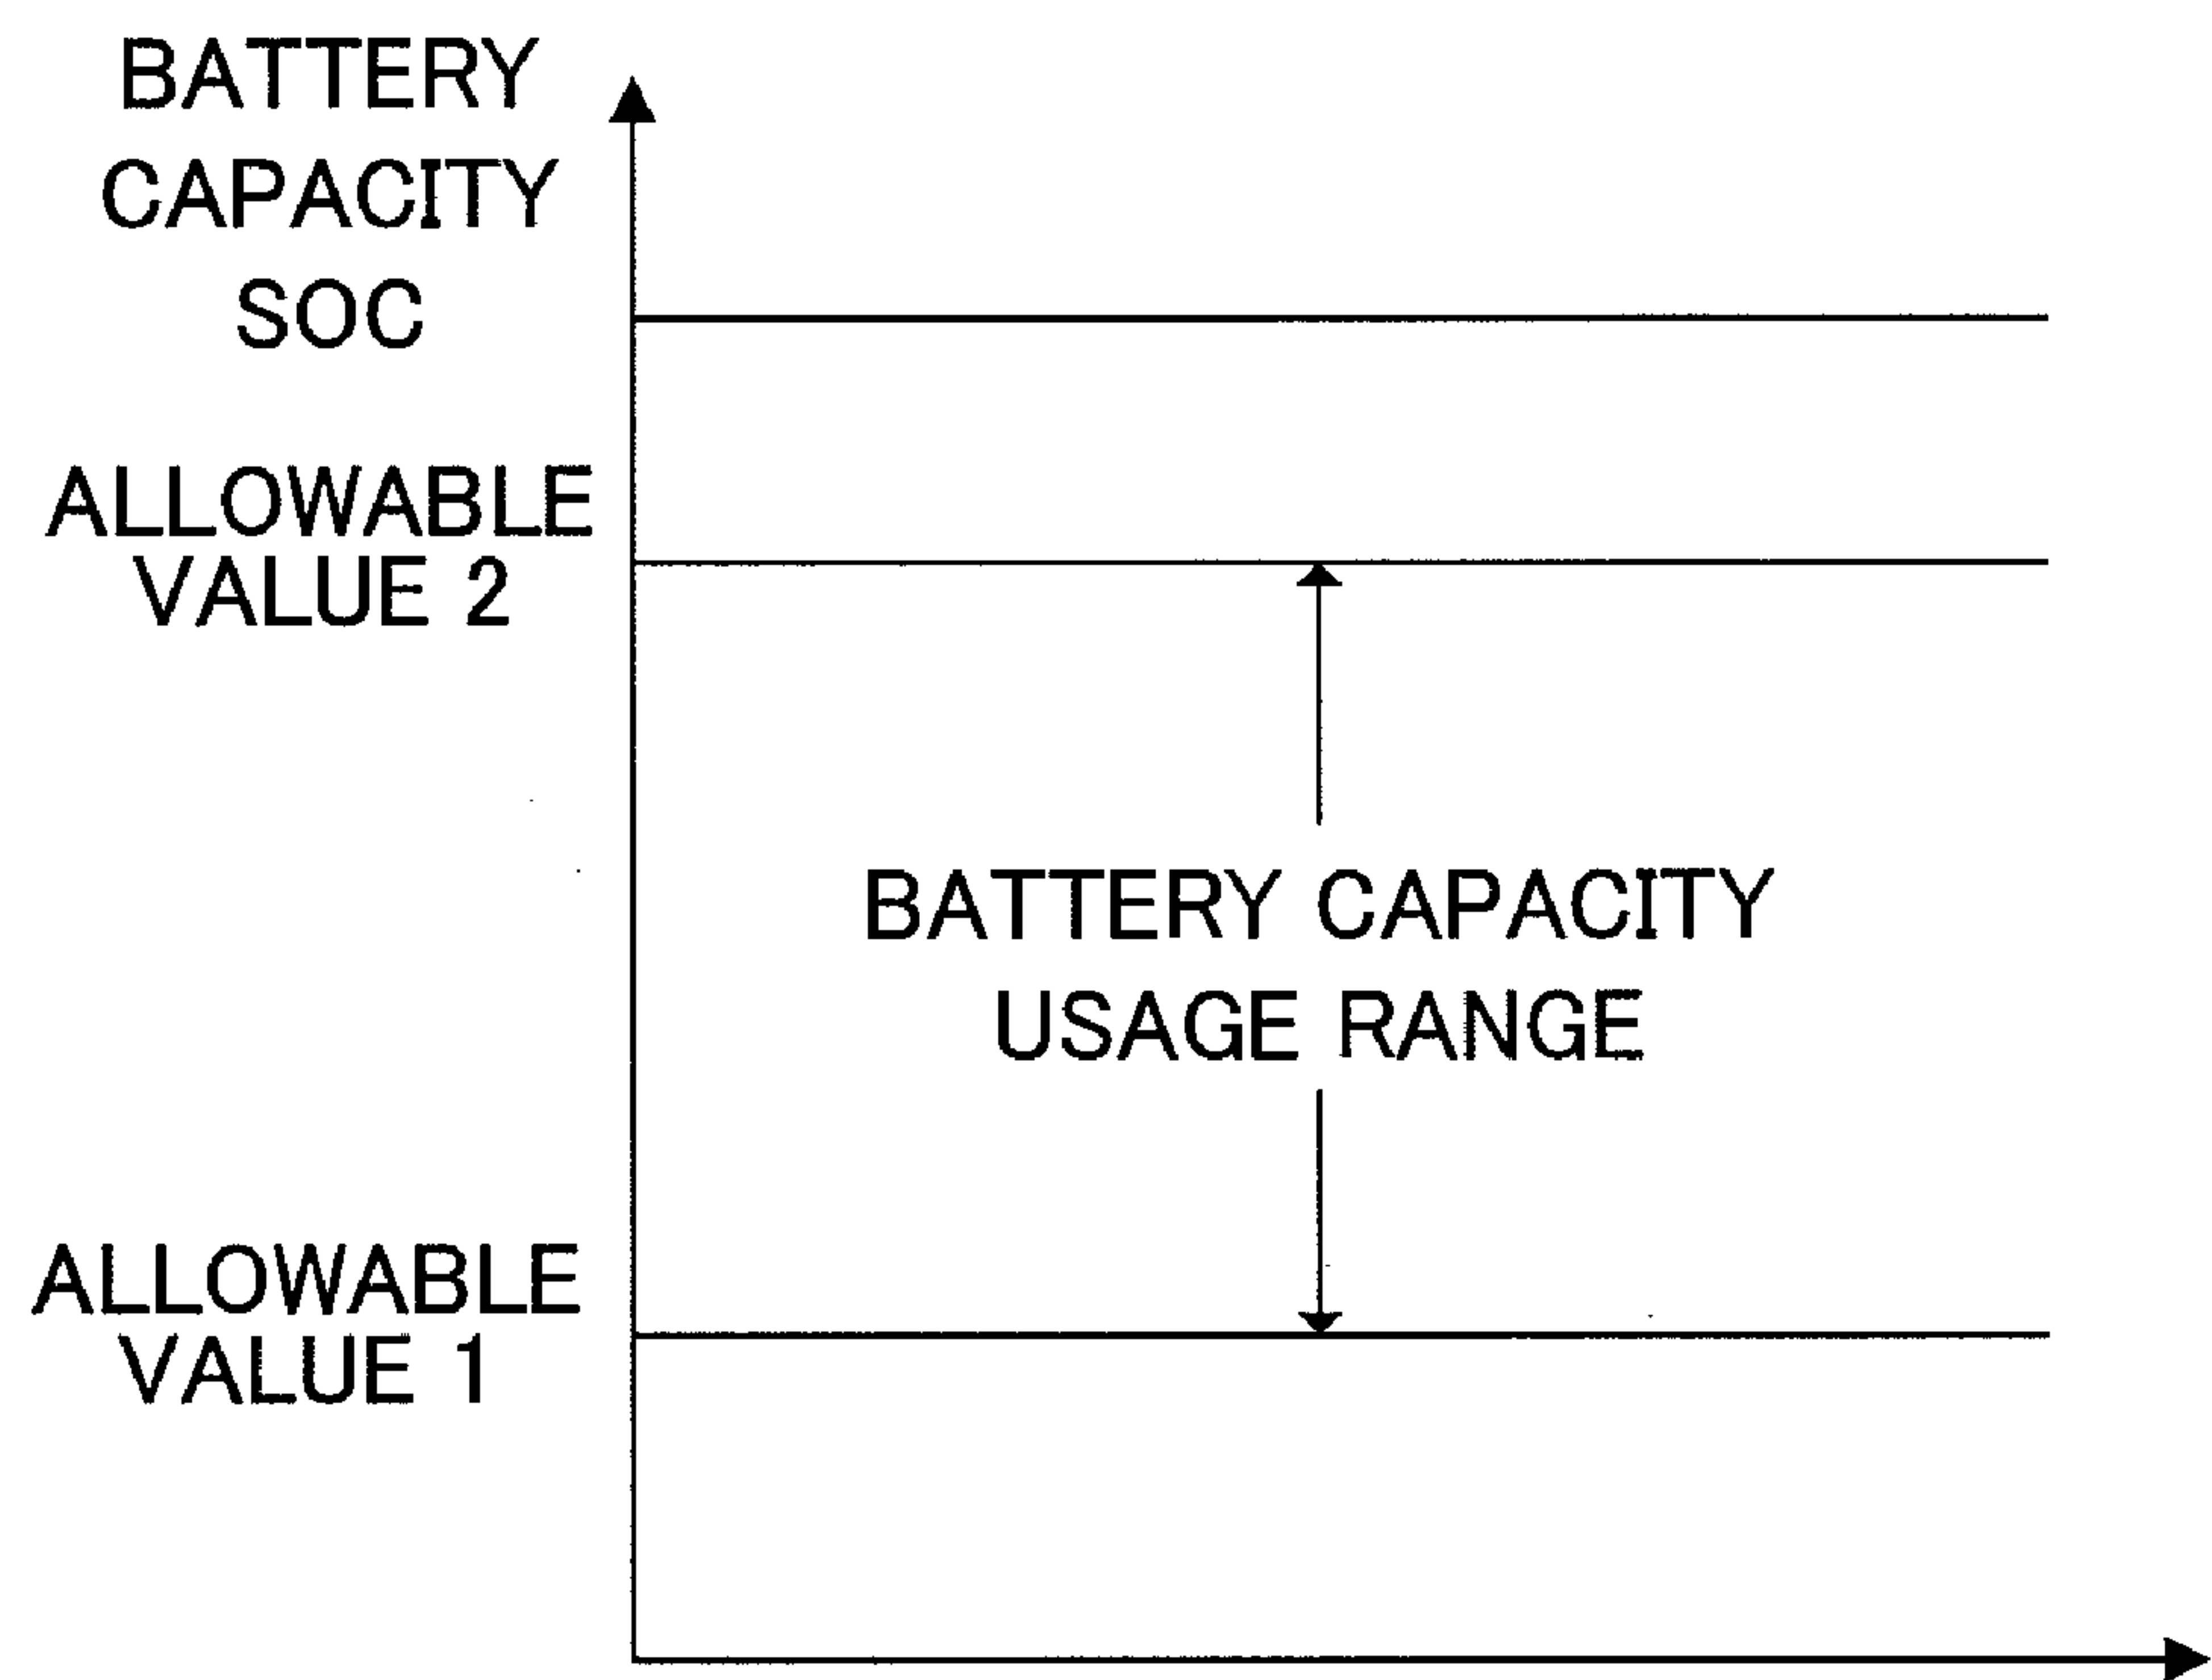 BATTERY
CAPACITY
SOC
ALLOWABLE
VALUE 2
BATTERY CAPACITY
USAGE RANGE
ALLOWABLE
VALUE 1